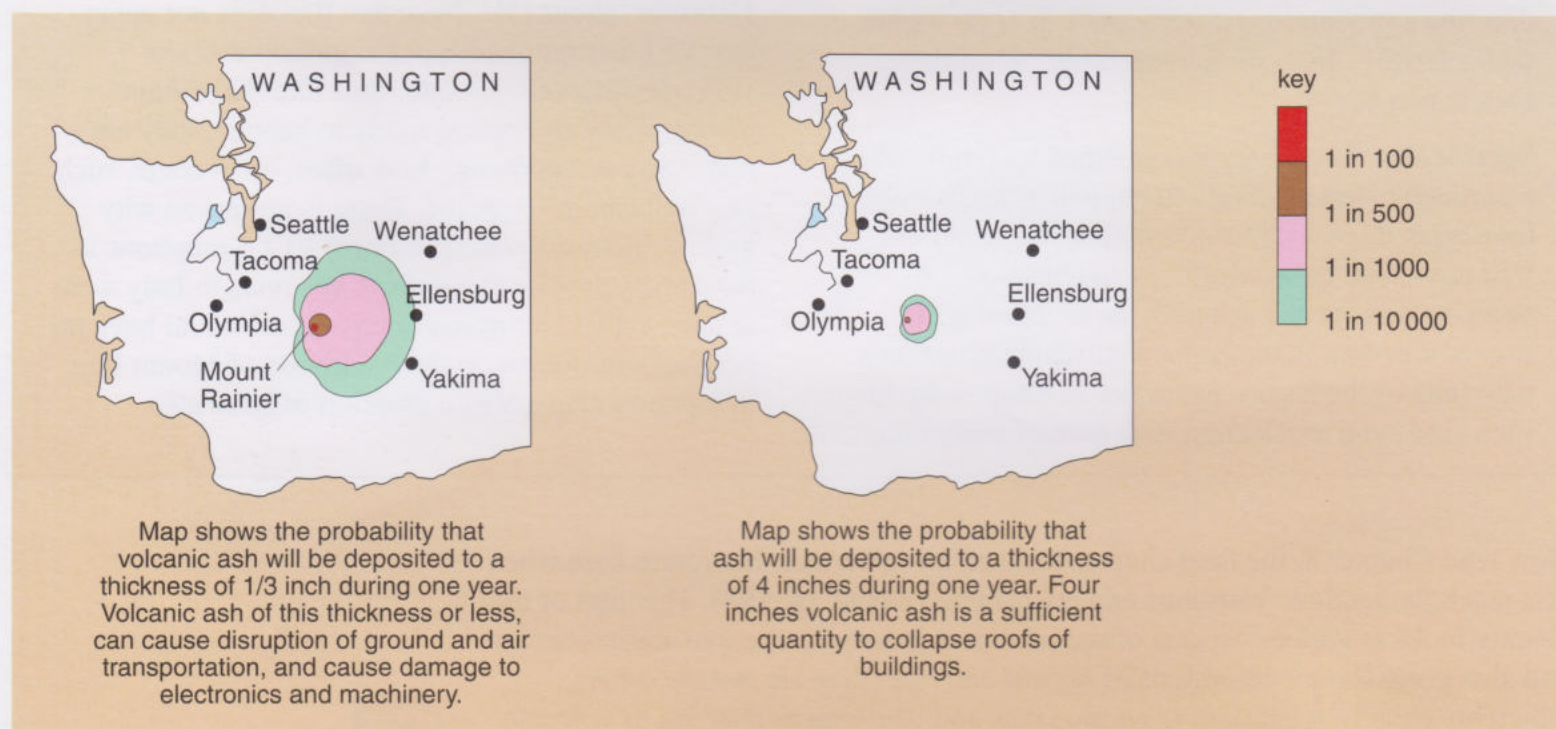 WASHINGTON
Seattle
Wenatchee
Tacoma
Ellensburg
Olympia
Mount
Rainier
Yakima
Map shows the probability that
volcanic ash will be deposited to a
thickness of 1/3 inch during one year.
Volcanic ash of this thickness or less,
can cause disruption of ground and air
transportation, and cause damage to
electronics and machinery.
WASHINGTON
Seattle
Wenatchee
Tacoma
Ellensburg
Olympia
Yakima
Map shows the probability that
ash will be deposited to a thickness
of 4 inches during one year. Four
inches volcanic ash is a sufficient
quantity to collapse roofs of
buildings.
key
1 in 100
1 in 500
1 in 1000
1 in 10 000